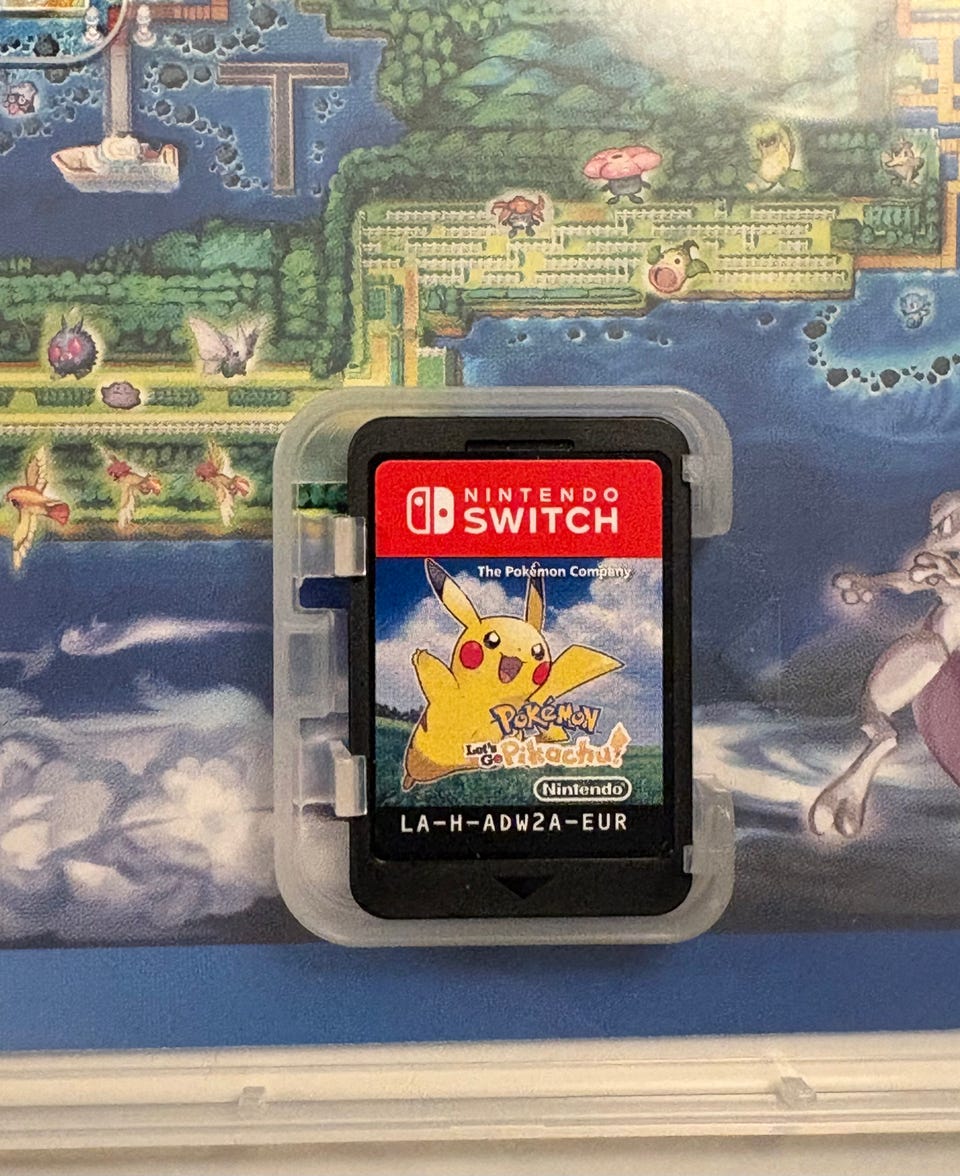 NINTENDO
SWITCH
The Pokémon Company
POKéMON
Let's Go Pikachu!
Nintendo
LA-H-ADW2A-EUR